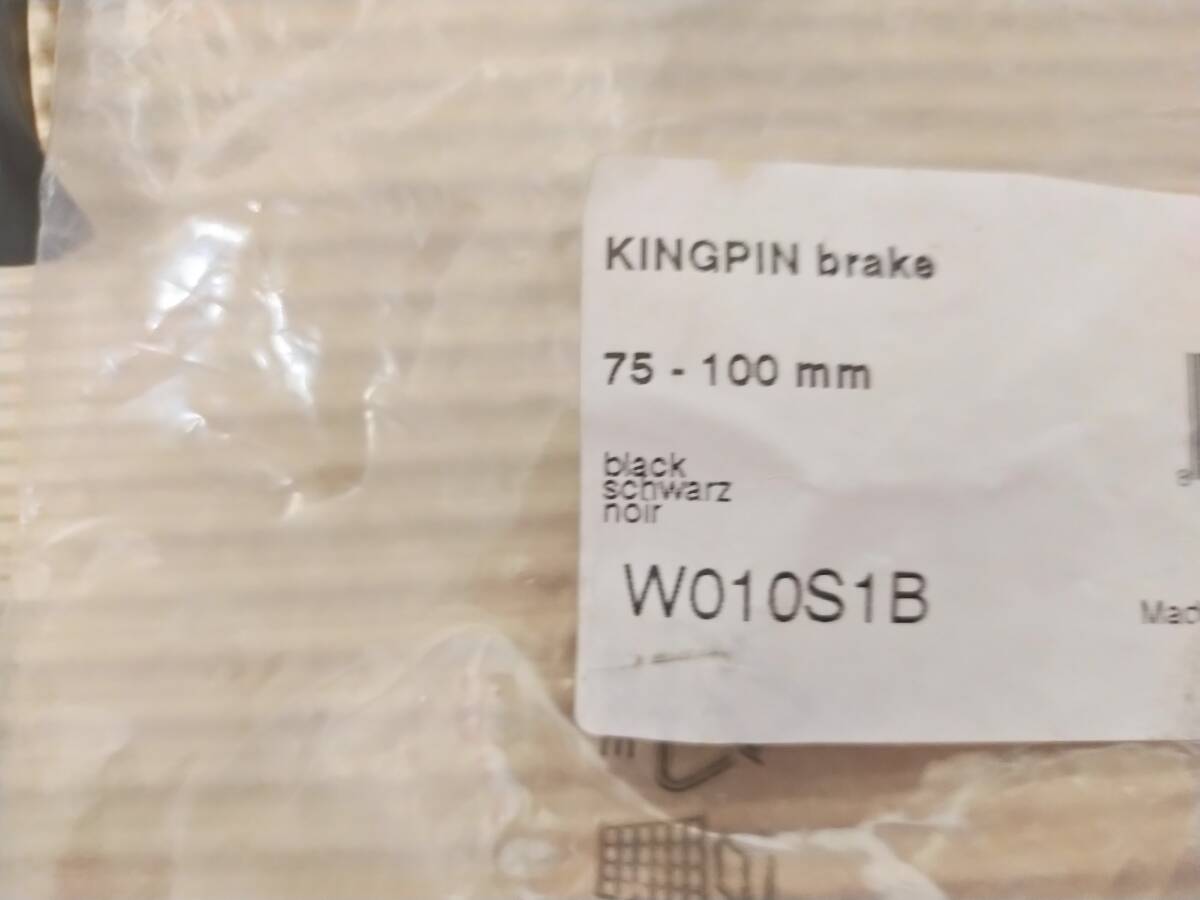 KINGPIN brake
75 - 100 mm
black
schwarz
noir
W010S1B